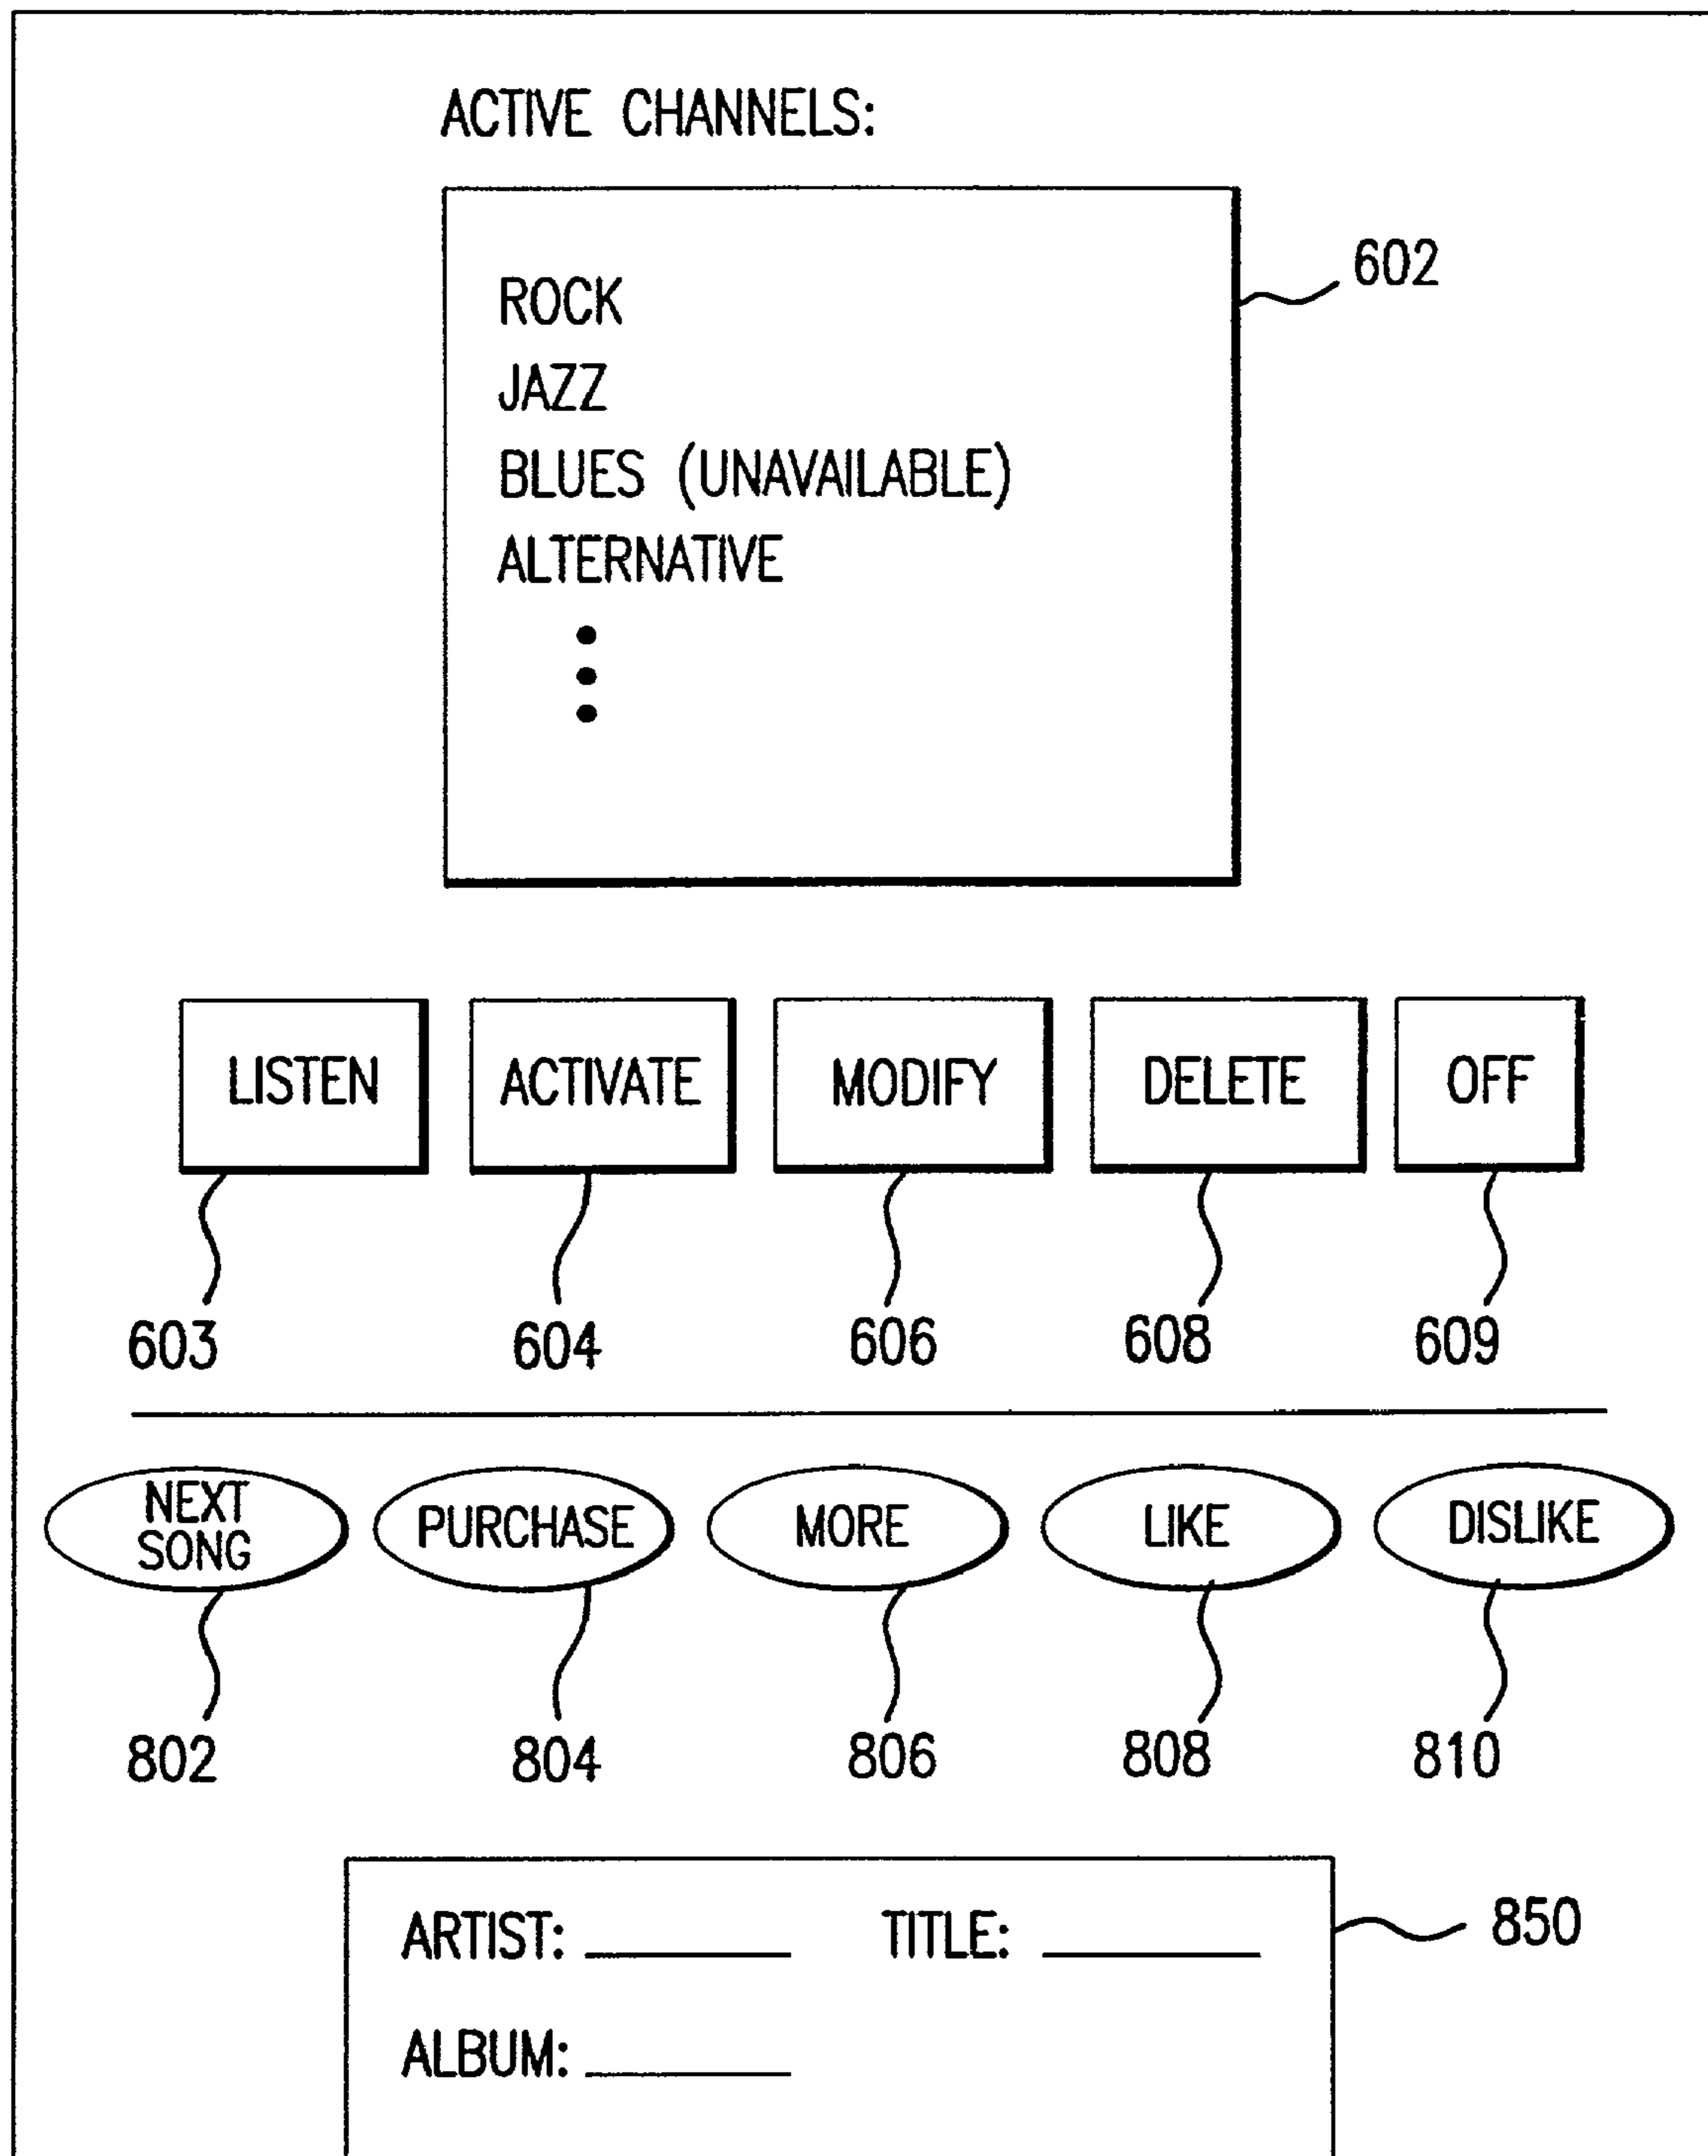 ACTIVE CHANNELS:
602
ROCK
JAZZ
BLUES (UNAVAILABLE)
ALTERNATIVE
LISTEN ACTIVATE MODIFY DELETE OFF
603 604 606 608 609
NEXT SONG PURCHASE MORE LIKE DISLIKE
802 804 806 808 810
ARTIST: TITLE: 850
ALBUM: